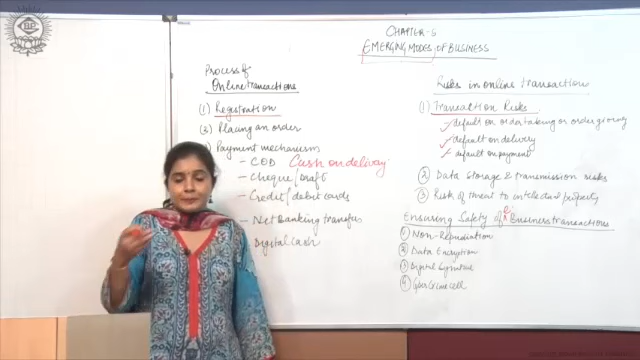 CHAPTER-5
EMERGING MODES OF BUSINESS
Process of
Online transactions
(1) Registration
(3) Placing an order
Payment mechanism
- COD Cash on delivery
- Cheque / Draft
- Credit / debit cards
- Net Banking transfer
Digital Cash
Risks in online transaction
(1) Transaction Risks
default on order taking or order giving
default on delivery
default on payment
(2) Data Storage & transmission risks
(3) Risk of threat to intellectual property
Ensuring Safety of e Business transactions
(1) Non-Repudiation
(2) Data Encryption
(3) Digital Signature
(4) Cyber Crime cell